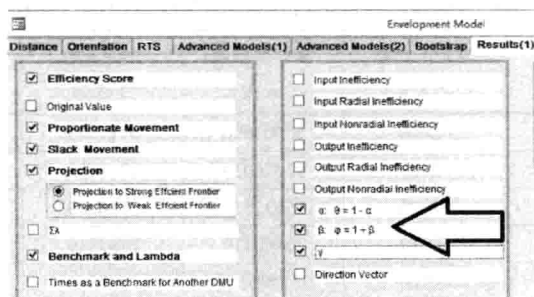 Envelopment Model
Distance Orientation RTS Advanced Models(1) Advanced Models(2) Bootstrap Results(1)
Efficiency Score
Original Value
Proportionate Movement
Slack Movement
Projection
Projection to Strong Effcient Frontier
Projection to Weak Effcient Frontier
Σλ
Benchmark and Lambda
Times as a Benchmark for Another DMU
Input Inefficiency
Input Radial Inefficiency
Input Nonradial Inefficiency
Output Inefficiency
Output Radial Inefficiency
Output Nonradial Inefficiency
α: θ = 1 - α
β: φ = 1 + β
γ
Direction Vector